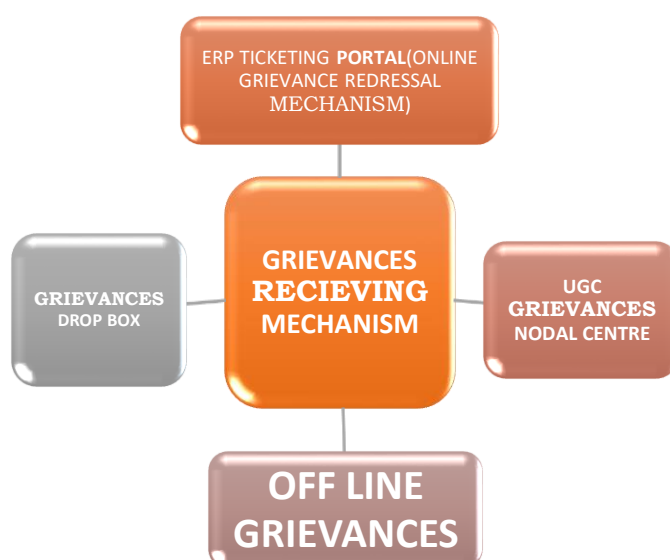 ERP TICKETING PORTAL(ONLINE
GRIEVANCE REDRESSAL
MECHANISM)
GRIEVANCES
RECIEVING
MECHANISM
GRIEVANCES
DROP BOX
UGC
GRIEVANCES
NODAL CENTRE
OFF LINE
GRIEVANCES